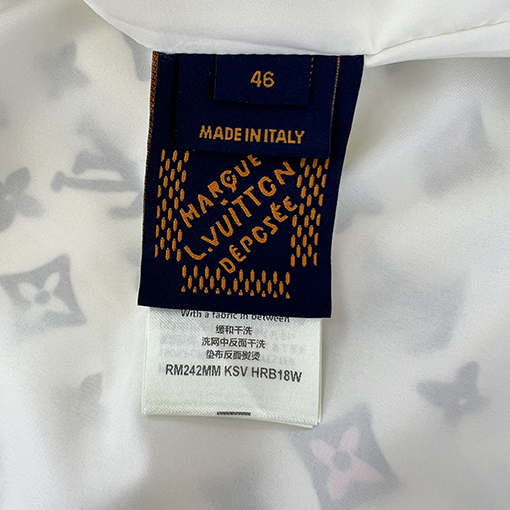 46
MADE IN ITALY
MARQUE
L.VUITTON
DÉPOSÉE
With a fabric in between
缓和干洗
洗网中反面干洗
垫布反面熨烫
RM242MM KSV HRB18W